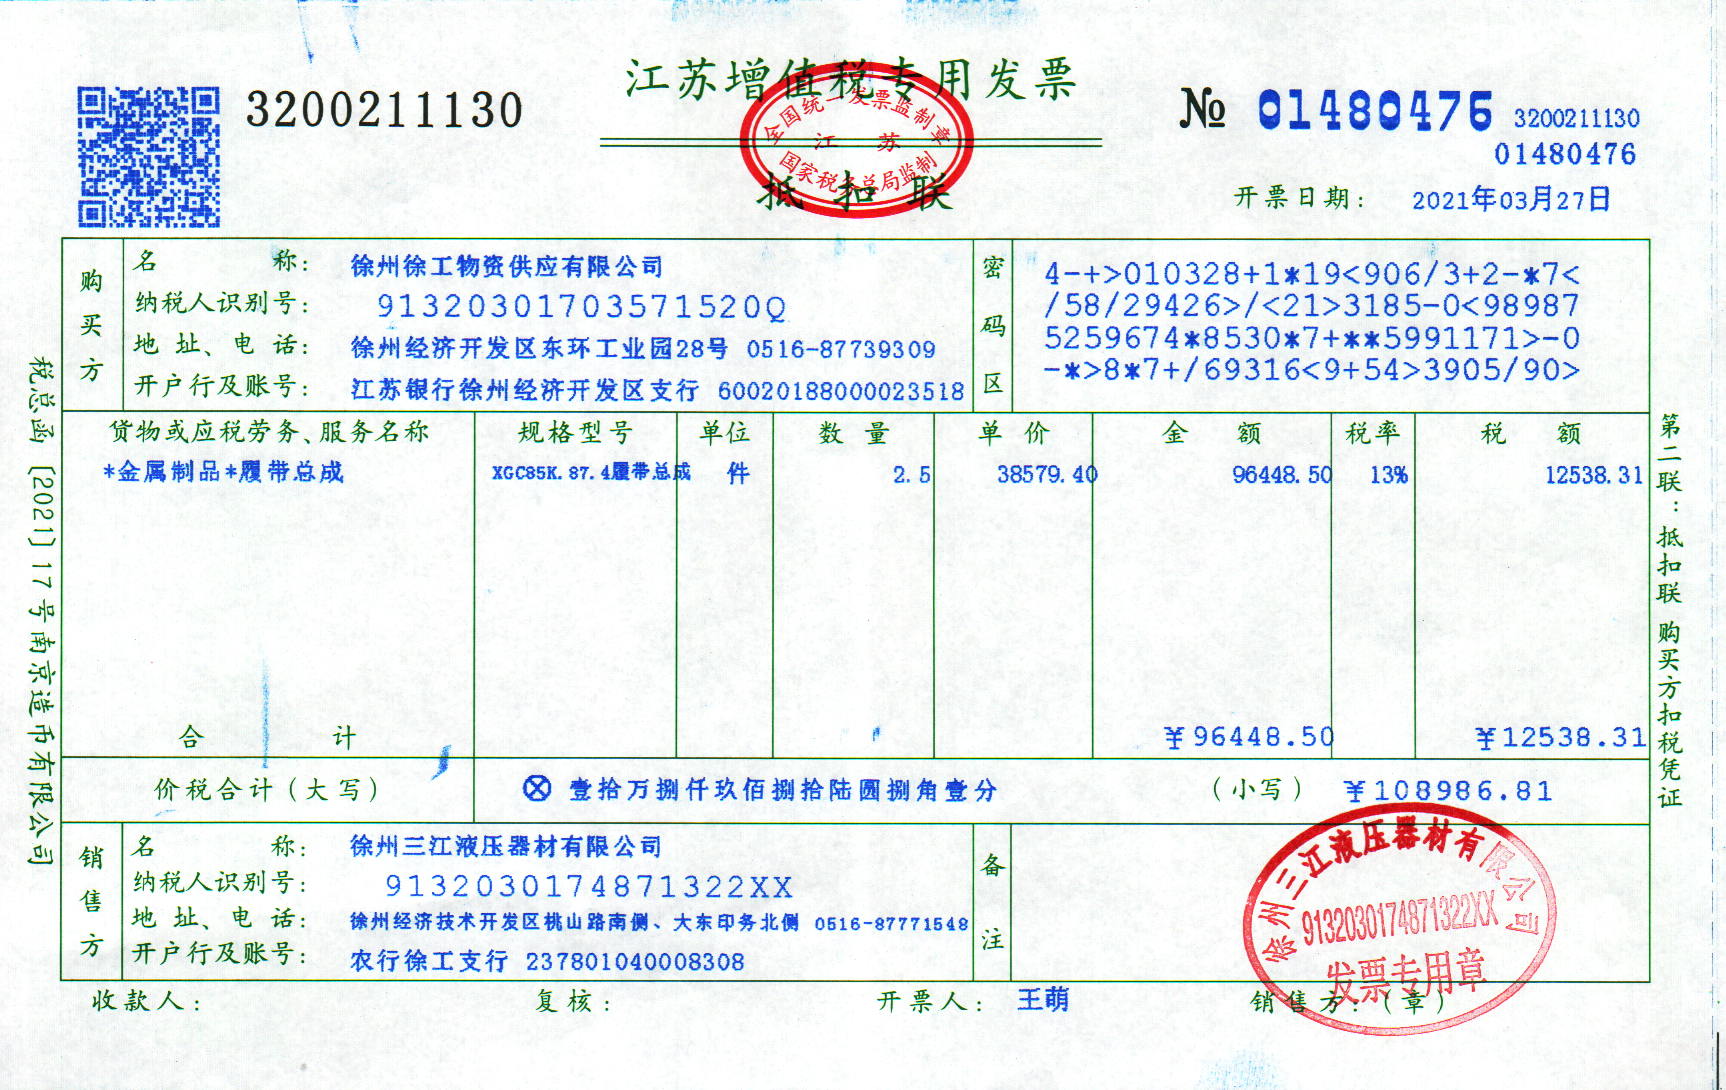 江苏增值税专用发票
3200211130
№ 01480476 3200211130
01480476
全国统一发票监制章
江苏
国家税务总局监制
抵扣联
开票日期: 2021年03月27日
购买方
名称: 徐州徐工物资供应有限公司
纳税人识别号: 91320301703571520Q
地址、电话: 徐州经济开发区东环工业园28号 0516-87739309
开户行及账号: 江苏银行徐州经济开发区支行 60020188000023518
密码区
4-+>010328+1*19<906/3+2-*7<
/58/29426>/<21>3185-0<98987
5259674*8530*7+**5991171>-0
-*>8*7+/69316<9+54>3905/90>
货物或应税劳务、服务名称 规格型号 单位 数量 单价 金额 税率 税额
*金属制品*履带总成 XGC85K.87.4履带总成 件 2.5 38579.40 96448.50 13% 12538.31
合计 ¥96448.50 ¥12538.31
价税合计(大写) ⊗壹拾万捌仟玖佰捌拾陆圆捌角壹分 (小写) ¥108986.81
销售方
名称: 徐州三江液压器材有限公司
纳税人识别号: 9132030174871322XX
地址、电话: 徐州经济技术开发区桃山路南侧、大东印务北侧 0516-87771548
开户行及账号: 农行徐工支行 237801040008308
备注
徐州三江液压器材有限公司
9132030174871322XX
发票专用章
收款人: 复核: 开票人: 王萌 销售方:(章)
税总函〔2021〕17号南京造币有限公司
第二联:抵扣联 购买方扣税凭证